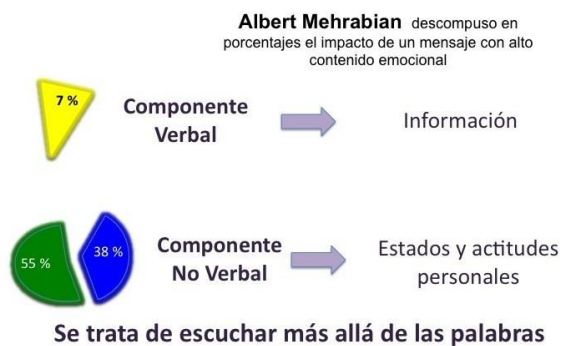 Albert Mehrabian descompuso en
porcentajes el impacto de un mensaje con alto
contenido emocional
7 %
Componente
Verbal
Información
55 %
38 %
Componente
No Verbal
Estados y actitudes
personales
Se trata de escuchar más allá de las palabras